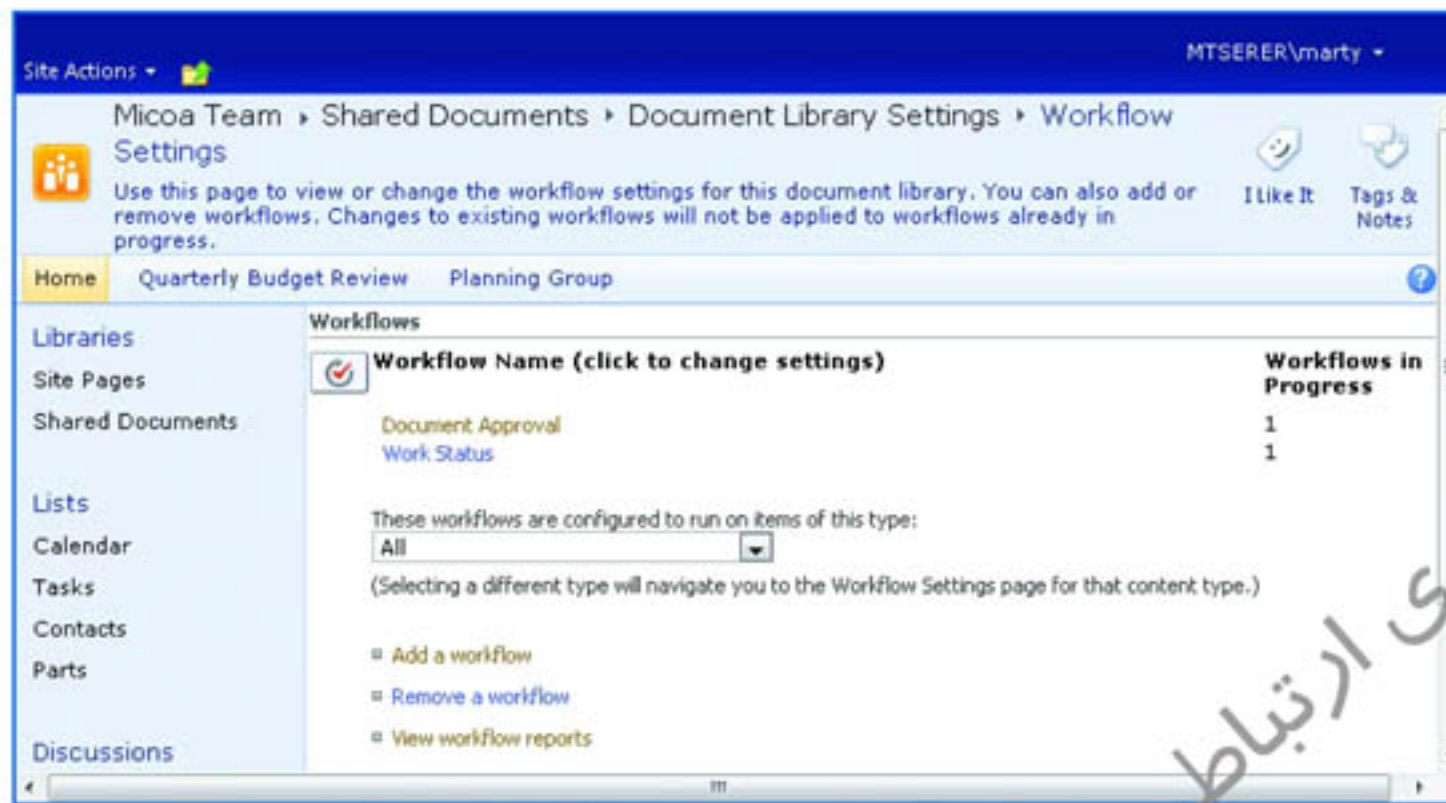 MTSERER\marty
Site Actions
Micoa Team ▸ Shared Documents ▸ Document Library Settings ▸ Workflow
Settings
Use this page to view or change the workflow settings for this document library. You can also add or
remove workflows. Changes to existing workflows will not be applied to workflows already in
progress.
I Like It
Tags &
Notes
Home Quarterly Budget Review Planning Group
Libraries
Site Pages
Shared Documents
Lists
Calendar
Tasks
Contacts
Parts
Discussions
Workflows
Workflow Name (click to change settings)
Workflows in
Progress
Document Approval 1
Work Status 1
These workflows are configured to run on items of this type:
All
(Selecting a different type will navigate you to the Workflow Settings page for that content type.)
Add a workflow
Remove a workflow
View workflow reports
ی ارتباط